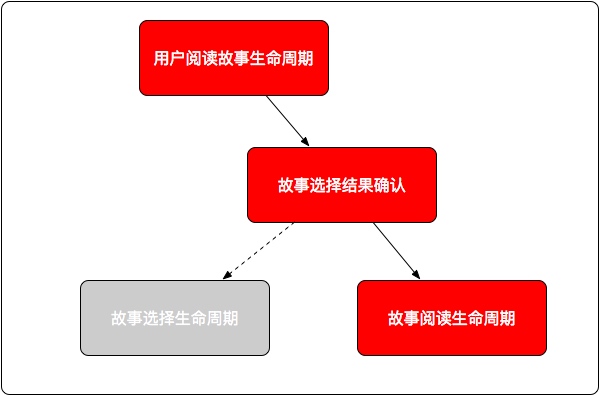 用户阅读故事生命周期
故事选择结果确认
故事选择生命周期
故事阅读生命周期